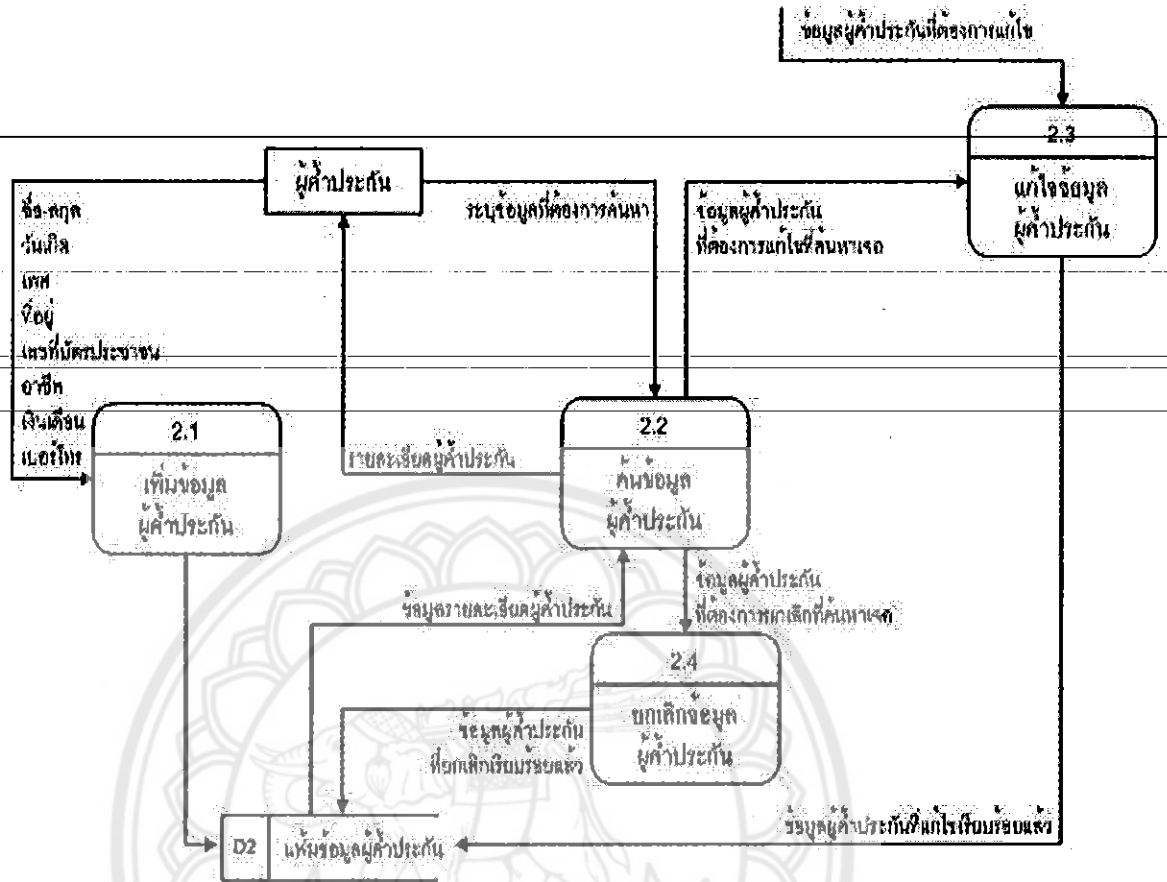 ข้อมูลผู้ค้ำประกันที่ต้องการแก้ไข
2.3
แก้ไขข้อมูล
ผู้ค้ำประกัน
ผู้ค้ำประกัน
ชื่อ-สกุล
วันเกิด
เพศ
ที่อยู่
เลขที่บัตรประชาชน
อาชีพ
เงินเดือน
เบอร์โทร
ระบุข้อมูลที่ต้องการค้นหา
ข้อมูลผู้ค้ำประกัน
ที่ต้องการแก้ไขที่ค้นหาเจอ
2.1
เพิ่มข้อมูล
ผู้ค้ำประกัน
รายละเอียดผู้ค้ำประกัน
2.2
ค้นข้อมูล
ผู้ค้ำประกัน
ข้อมูลรายละเอียดผู้ค้ำประกัน
ข้อมูลผู้ค้ำประกัน
ที่ต้องการยกเลิกที่ค้นหาเจอ
2.4
ยกเลิกข้อมูล
ผู้ค้ำประกัน
ข้อมูลผู้ค้ำประกัน
ที่ยกเลิกเรียบร้อยแล้ว
ข้อมูลผู้ค้ำประกันที่แก้ไขเรียบร้อยแล้ว
D2
แฟ้มข้อมูลผู้ค้ำประกัน